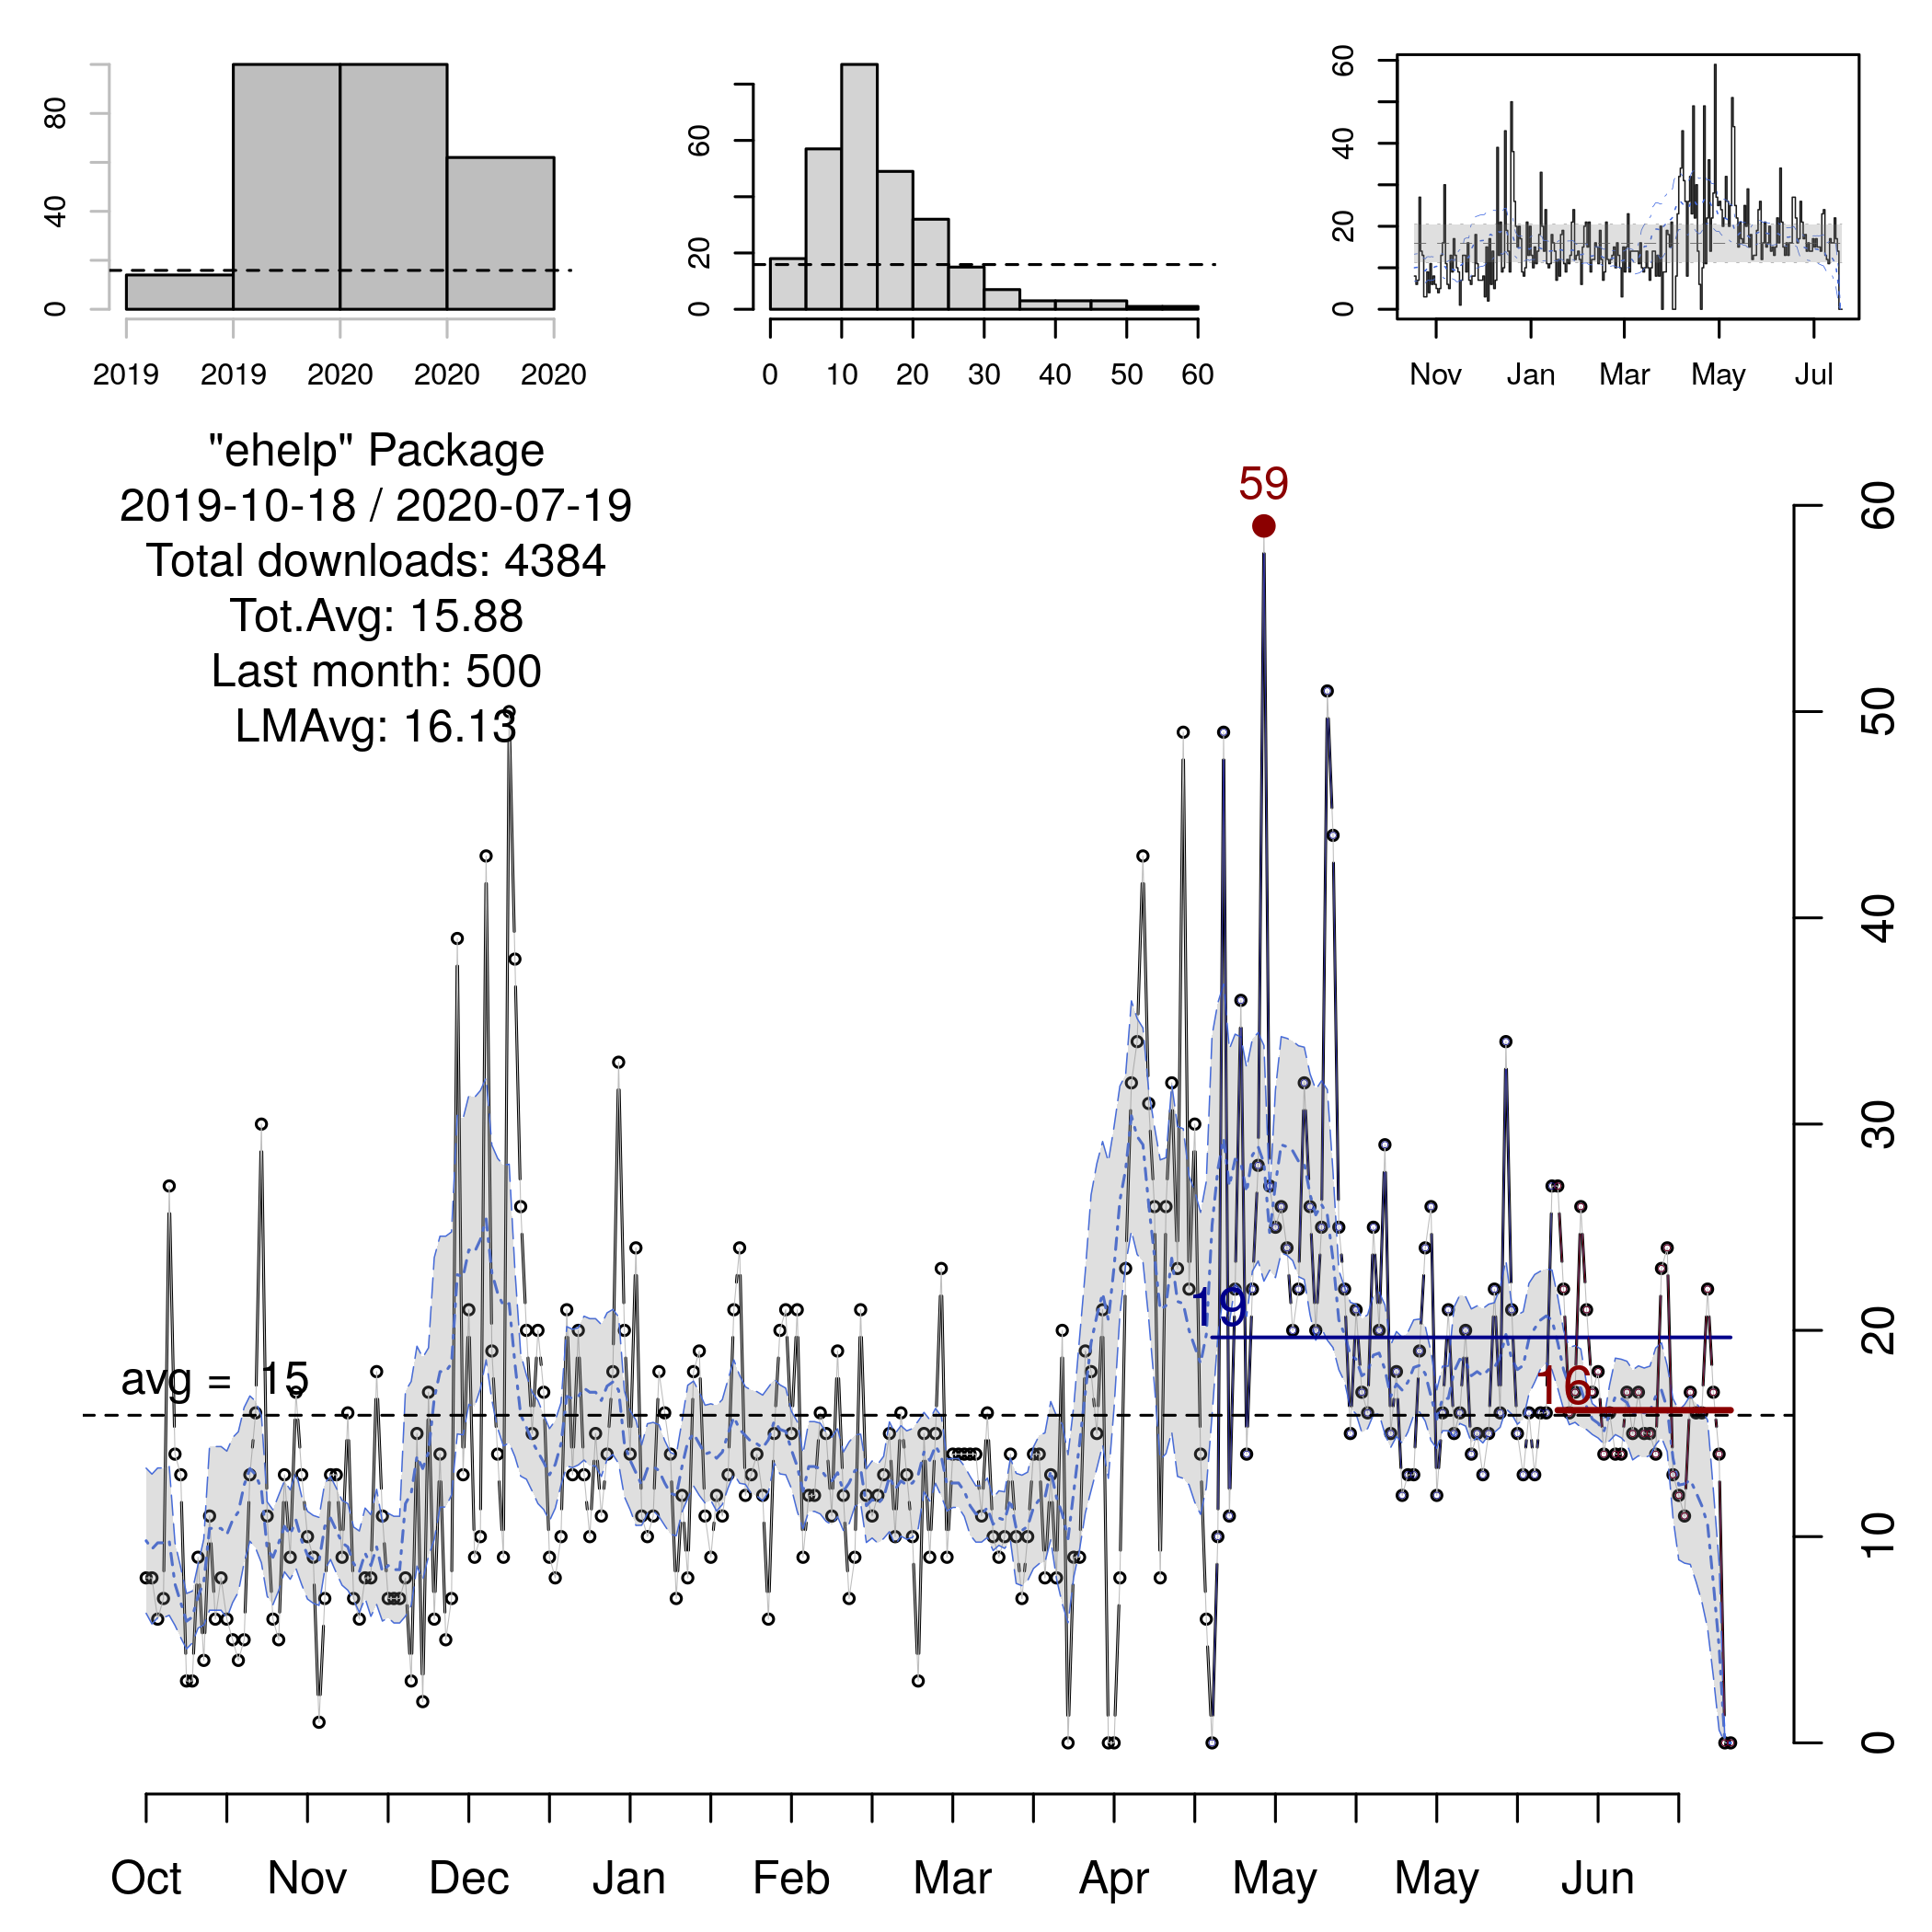 0 40 80
2019 2019 2020 2020 2020
0 20 60
0 10 20 30 40 50 60
0 20 40 60
Nov Jan Mar May Jul
"ehelp" Package
2019-10-18 / 2020-07-19
Total downloads: 4384
Tot.Avg: 15.88
Last month: 500
LMAvg: 16.13
59
19
avg = 15
16
0 10 20 30 40 50 60
Oct Nov Dec Jan Feb Mar Apr May May Jun